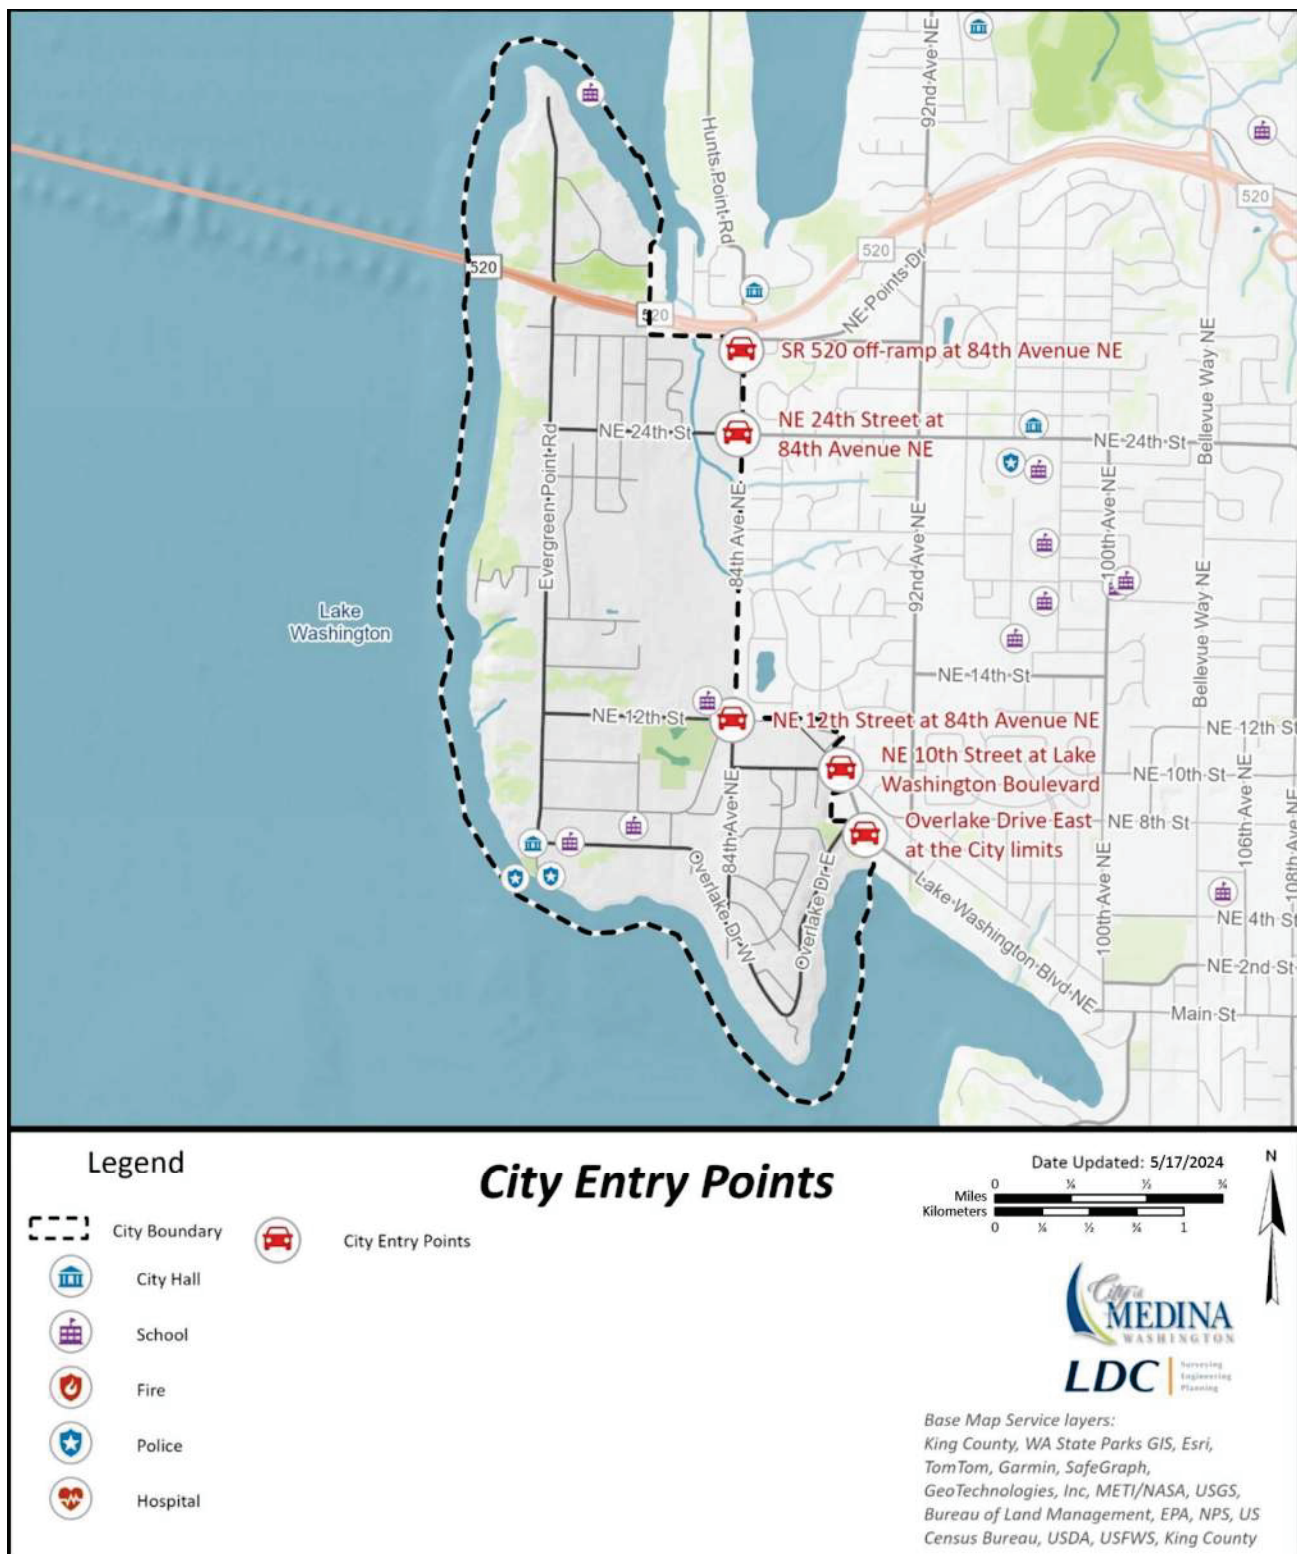 92nd Ave NE
Hunts Point Rd
520
520
520
520
NE Points Dr
Bellevue Way NE
SR 520 off-ramp at 84th Avenue NE
NE 24th Street at
84th Avenue NE
NE 24th St
NE 24th St
Evergreen Point Rd
84th Ave NE
92nd Ave NE
100th Ave NE
Bellevue Way NE
Lake
Washington
NE 14th St
NE 12th St
NE 12th Street at 84th Avenue NE
NE 12th St
NE 10th Street at Lake
Washington Boulevard
NE 10th St
Overlake Drive East
at the City limits
NE 8th St
84th Ave NE
Overlake Dr W
Overlake Dr E
Lake Washington Blvd NE
100th Ave NE
106th Ave NE
108th Ave NE
NE 4th St
NE 2nd St
Main St
Legend
City Boundary
City Entry Points
City Hall
School
Fire
Police
Hospital
City Entry Points
Date Updated: 5/17/2024
N
0 ¼ ½ ¾
Miles
Kilometers
0 ¼ ½ ¾ 1
City of
MEDINA
WASHINGTON
LDC
Surveying
Engineering
Planning
Base Map Service layers:
King County, WA State Parks GIS, Esri,
TomTom, Garmin, SafeGraph,
GeoTechnologies, Inc, METI/NASA, USGS,
Bureau of Land Management, EPA, NPS, US
Census Bureau, USDA, USFWS, King County